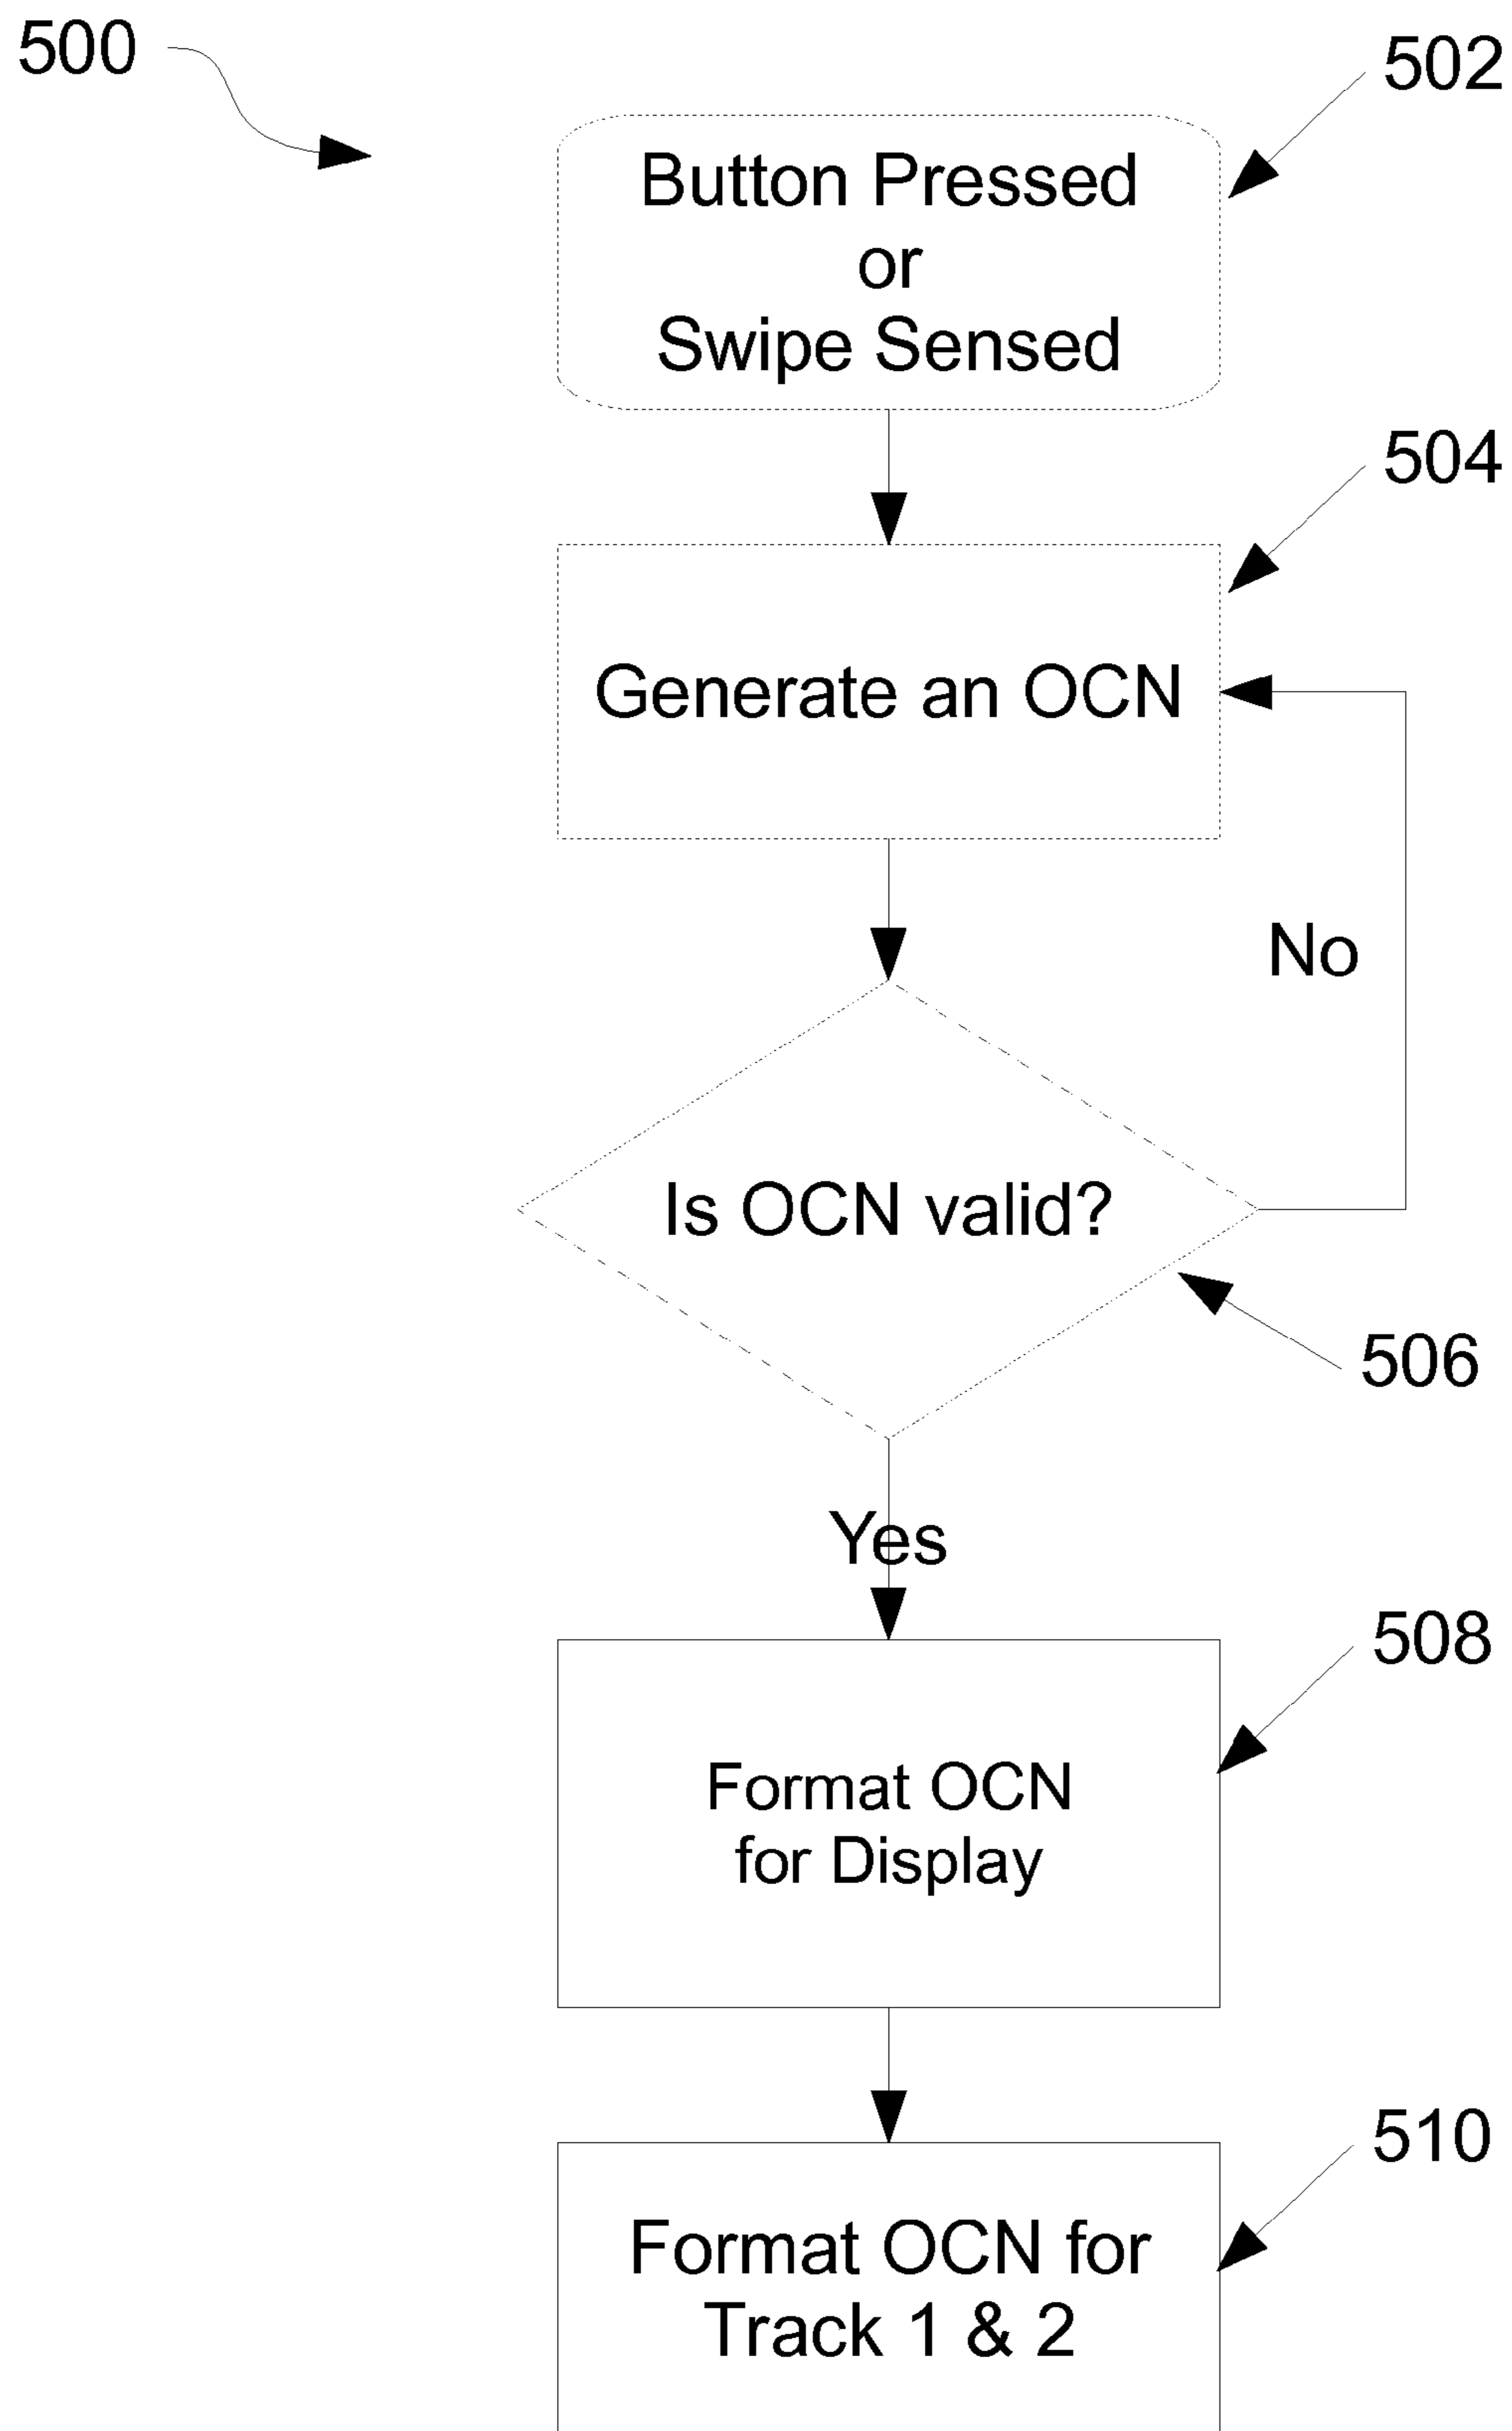 500
502
Button Pressed
or
Swipe Sensed
504
Generate an OCN
No
Is OCN valid?
506
Yes
508
Format OCN
for Display
510
Format OCN for
Track 1 & 2